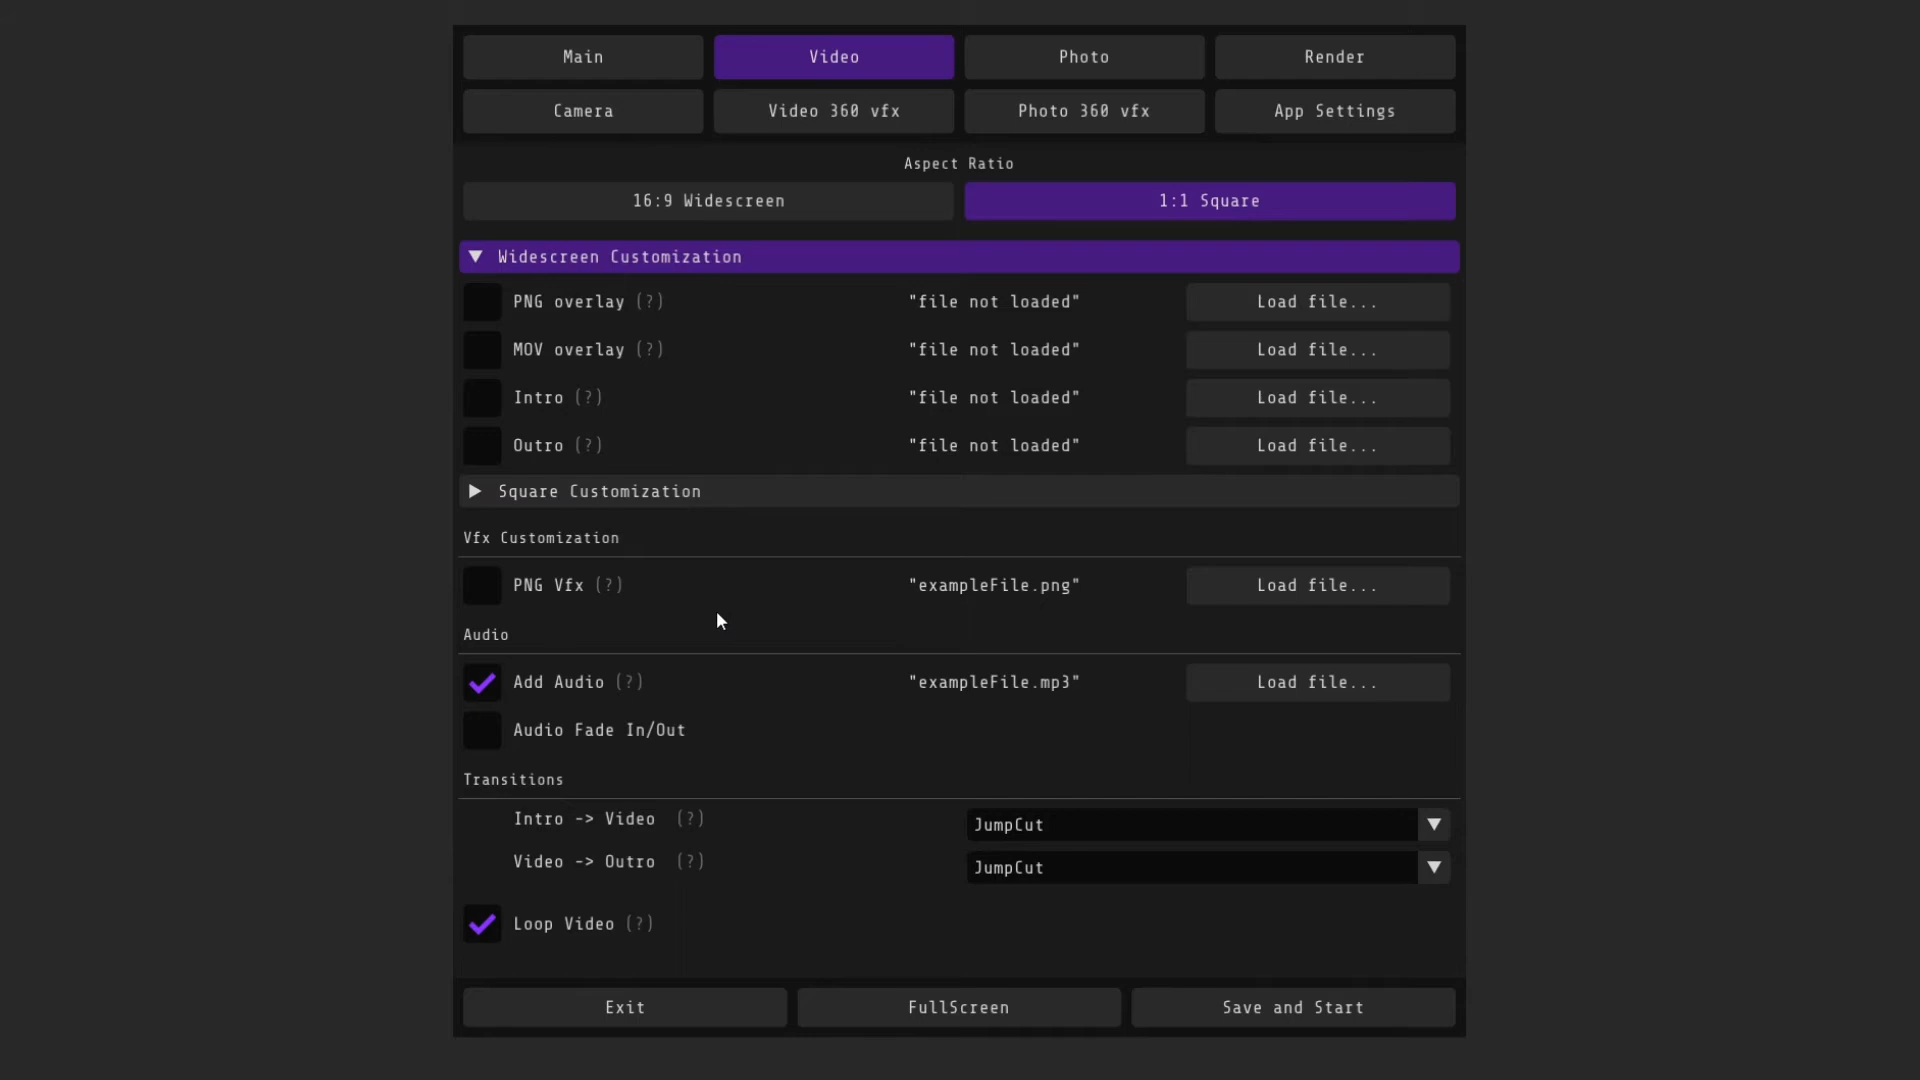 Main Video Photo Render
Camera Video 360 vfx Photo 360 vfx App Settings
Aspect Ratio
16:9 Widescreen 1:1 Square
Widescreen Customization
PNG overlay (?) "file not loaded" Load file...
MOV overlay (?) "file not loaded" Load file...
Intro (?) "file not loaded" Load file...
Outro (?) "file not loaded" Load file...
Square Customization
Vfx Customization
PNG Vfx (?) "exampleFile.png" Load file...
Audio
Add Audio (?) "exampleFile.mp3" Load file...
Audio Fade In/Out
Transitions
Intro -> Video (?) JumpCut
Video -> Outro (?) JumpCut
Loop Video (?)
Exit FullScreen Save and Start